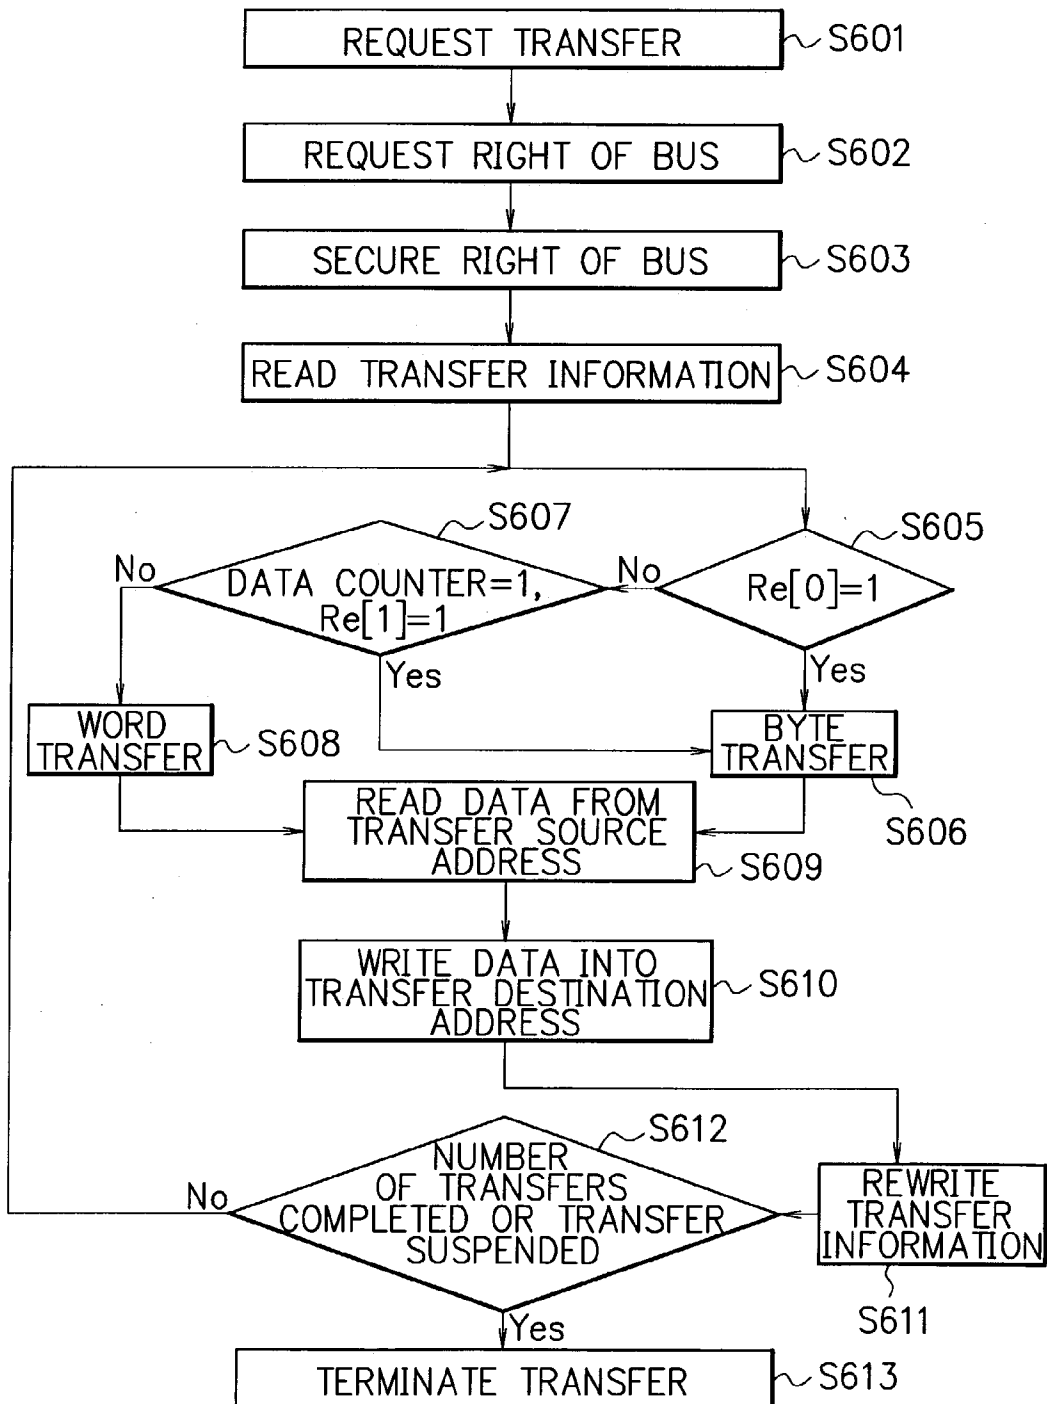 REQUEST TRANSFER
S601
REQUEST RIGHT OF BUS
S602
SECURE RIGHT OF BUS
S603
READ TRANSFER INFORMATION
S604
S607
S605
No
DATA COUNTER=1,
Re[1]=1
No
Re[0]=1
Yes
Yes
WORD
TRANSFER
S608
BYTE
TRANSFER
S606
READ DATA FROM
TRANSFER SOURCE
ADDRESS
S609
WRITE DATA INTO
TRANSFER DESTINATION
ADDRESS
S610
S612
NUMBER
OF TRANSFERS
COMPLETED OR TRANSFER
SUSPENDED
No
REWRITE
TRANSFER
INFORMATION
S611
Yes
TERMINATE TRANSFER
S613